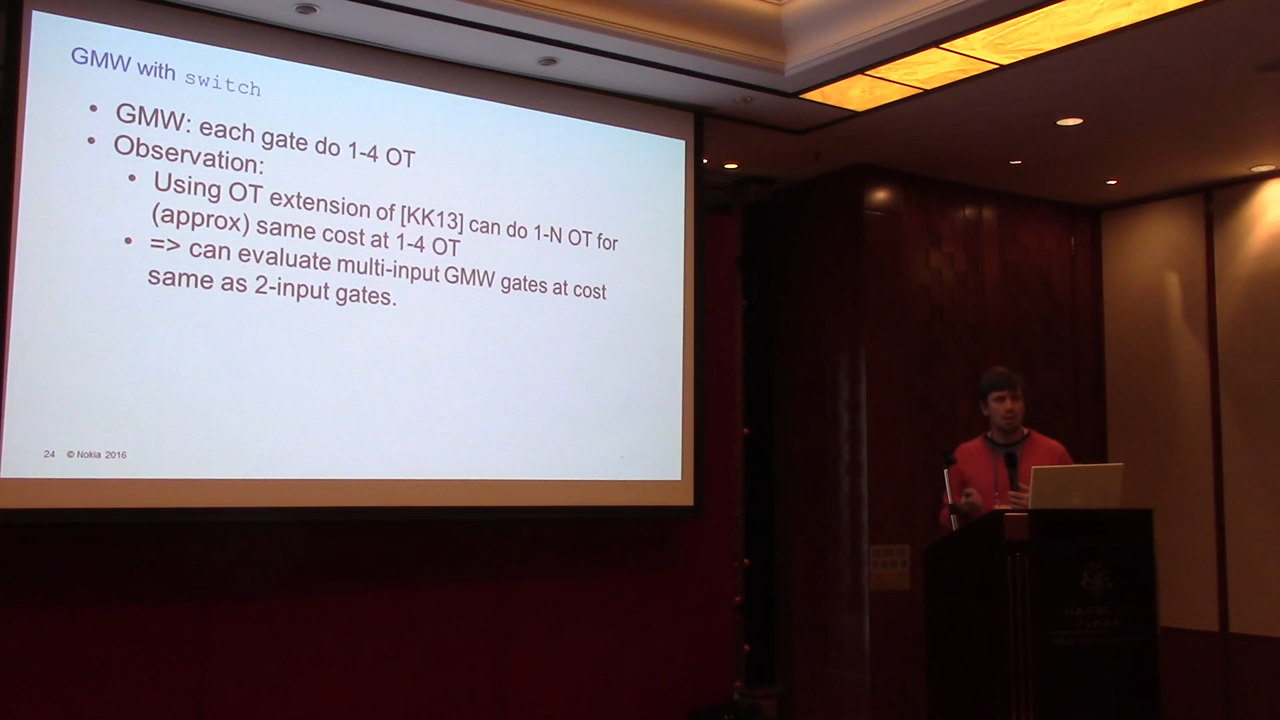 GMW with switch
• GMW: each gate do 1-4 OT
• Observation:
• Using OT extension of [KK13] can do 1-N OT for
(approx) same cost at 1-4 OT
• => can evaluate multi-input GMW gates at cost
same as 2-input gates.
24 © Nokia 2016